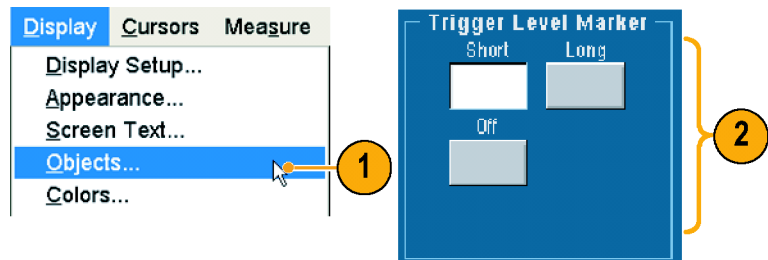 Display Cursors Measure
Display Setup...
Appearance...
Screen Text...
Objects...
Colors...
1
Trigger Level Marker
Short Long
Off
2